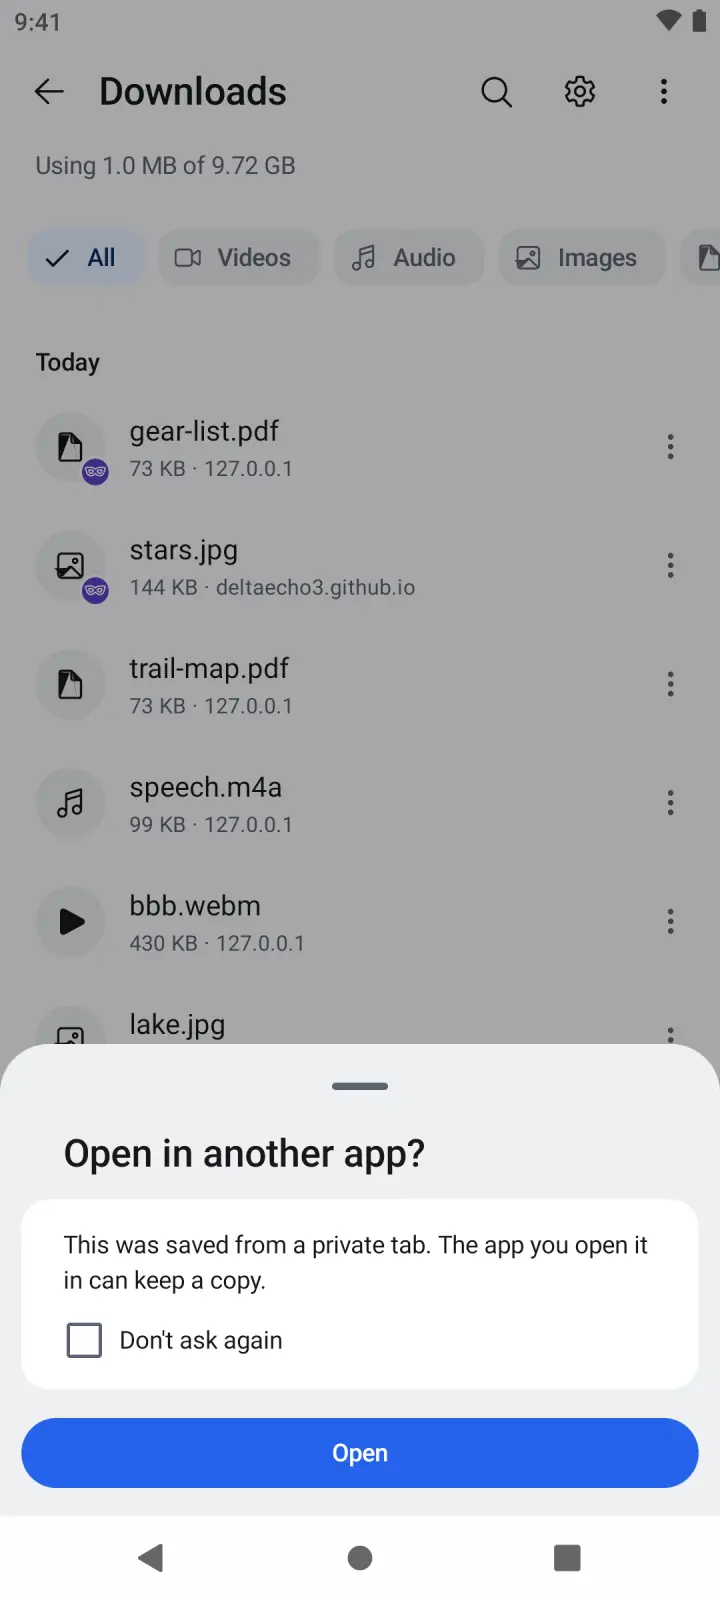 9:41
Downloads
Using 1.0 MB of 9.72 GB
All
Videos
Audio
Images
Today
gear-list.pdf
73 KB · 127.0.0.1
stars.jpg
144 KB · deltaecho3.github.io
trail-map.pdf
73 KB · 127.0.0.1
speech.m4a
99 KB · 127.0.0.1
bbb.webm
430 KB · 127.0.0.1
lake.jpg
Open in another app?
This was saved from a private tab. The app you open it
in can keep a copy.
Don't ask again
Open